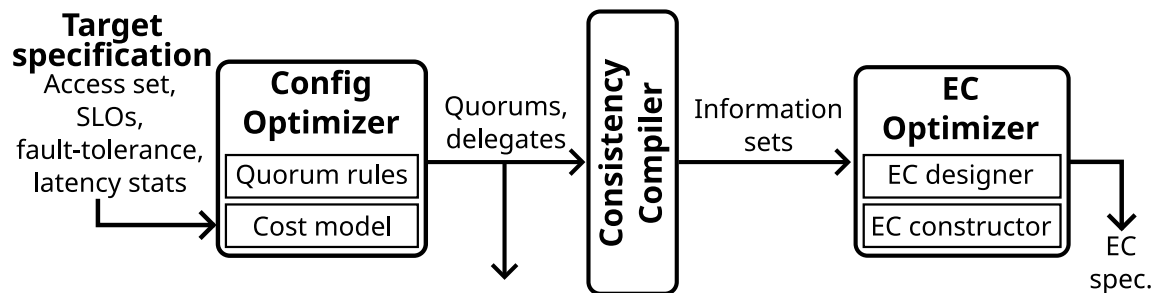 Target
specification
Access set,
SLOs,
fault-tolerance,
latency stats
Config
Optimizer
Quorum rules
Cost model
Quorums,
delegates
Consistency
Compiler
Information
sets
EC
Optimizer
EC designer
EC constructor
EC
spec.